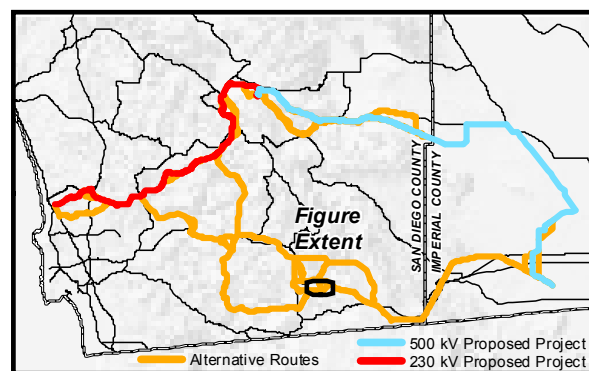 Figure
Extent
SAN DIEGO COUNTY
IMPERIAL COUNTY
500 kV Proposed Project
Alternative Routes
230 kV Proposed Project